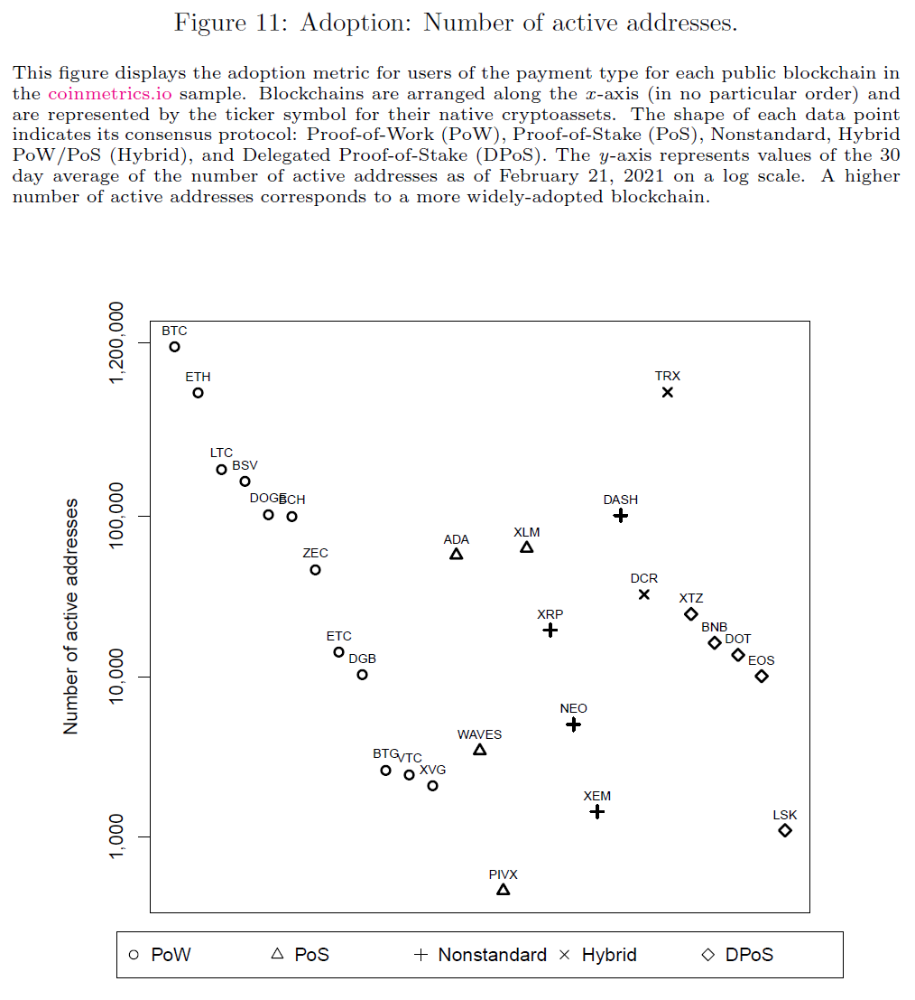 Figure 11: Adoption: Number of active addresses.
This figure displays the adoption metric for users of the payment type for each public blockchain in
the coinmetrics.io sample. Blockchains are arranged along the x-axis (in no particular order) and
are represented by the ticker symbol for their native cryptoassets. The shape of each data point
indicates its consensus protocol: Proof-of-Work (PoW), Proof-of-Stake (PoS), Nonstandard, Hybrid
PoW/PoS (Hybrid), and Delegated Proof-of-Stake (DPoS). The y-axis represents values of the 30
day average of the number of active addresses as of February 21, 2021 on a log scale. A higher
number of active addresses corresponds to a more widely-adopted blockchain.
Number of active addresses
1,200,000
100,000
10,000
1,000
BTC
ETH
LTC
BSV
DOGE
BCH
ZEC
ETC
DGB
BTG
VTC
XVG
ADA
WAVES
PIVX
XLM
XRP
NEO
XEM
DASH
DCR
TRX
XTZ
BNB
DOT
EOS
LSK
PoW
PoS
Nonstandard
Hybrid
DPoS